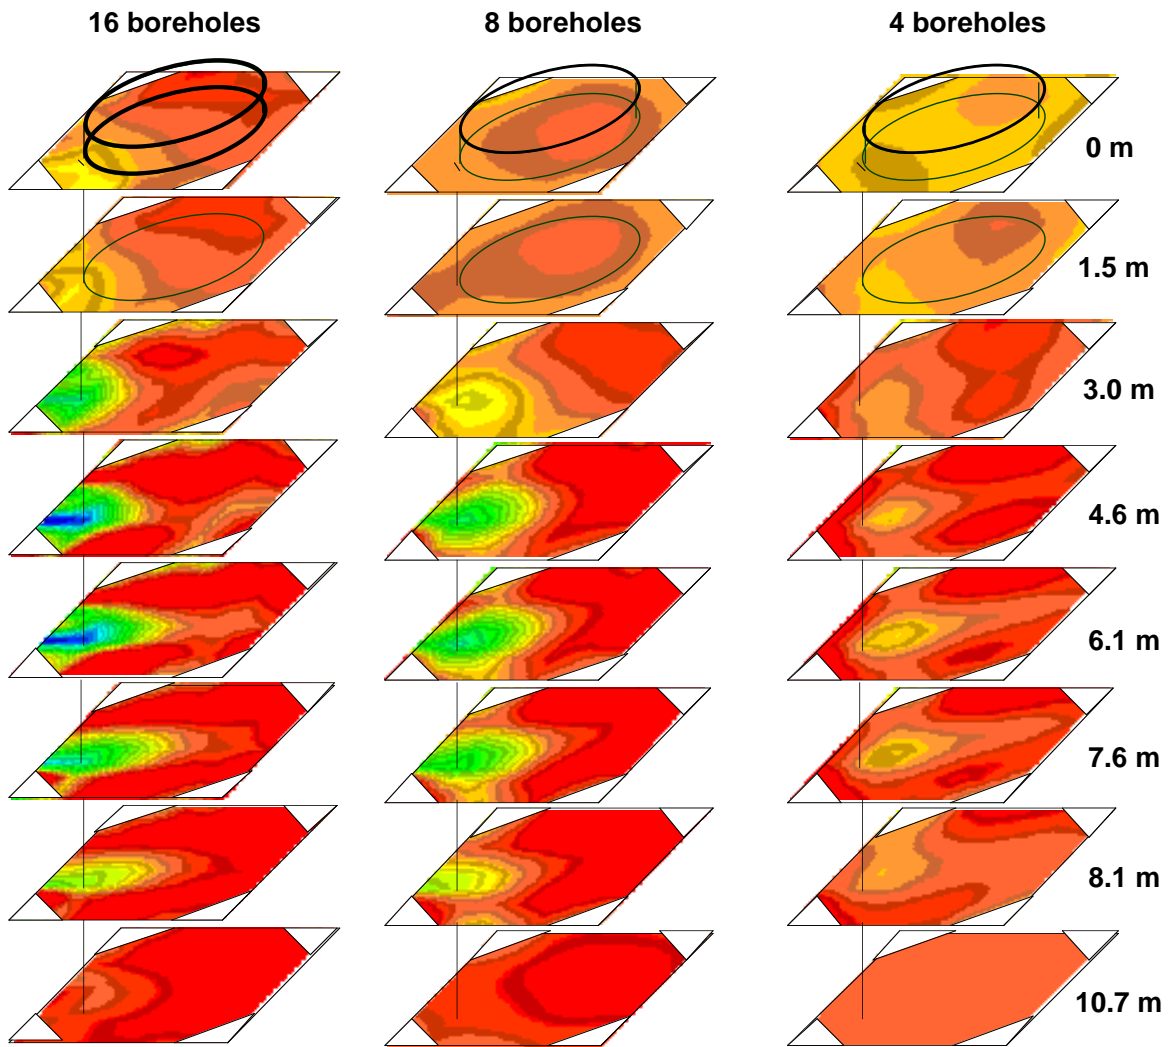 16 boreholes
8 boreholes
4 boreholes
0 m
1.5 m
3.0 m
4.6 m
6.1 m
7.6 m
8.1 m
10.7 m